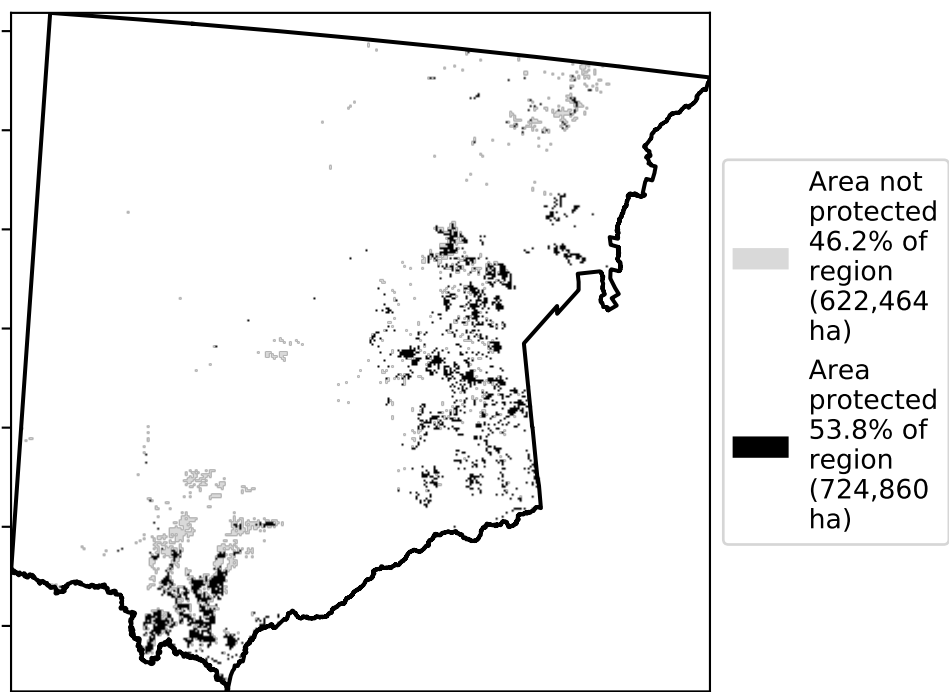 Area not
protected
46.2% of
region
(622,464
ha)
Area
protected
53.8% of
region
(724,860
ha)